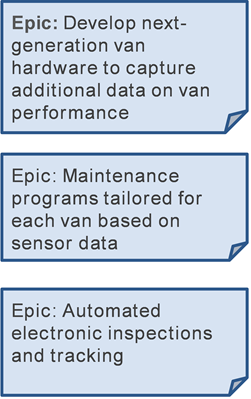 Epic: Develop next-
generation van
hardware to capture
additional data on van
performance
Epic: Maintenance
programs tailored for
each van based on
sensor data
Epic: Automated
electronic inspections
and tracking